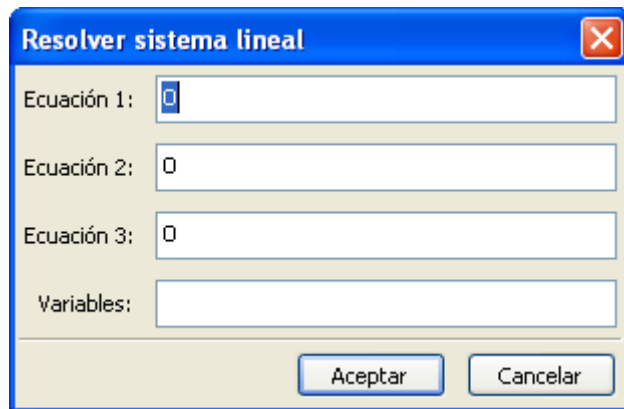 Resolver sistema lineal
Ecuación 1: 0
Ecuación 2: 0
Ecuación 3: 0
Variables:
Aceptar Cancelar